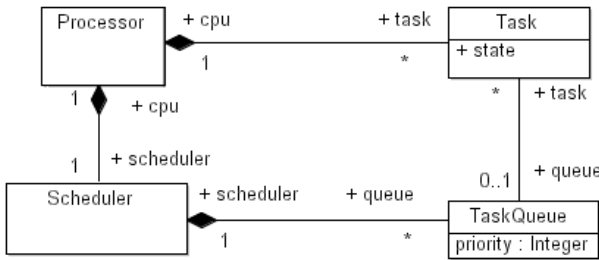 Processor
+ cpu
+ task
Task
+ state
1
*
1
+ cpu
*
+ task
1
+ scheduler
0..1
+ queue
Scheduler
+ scheduler
+ queue
TaskQueue
1
*
priority : Integer